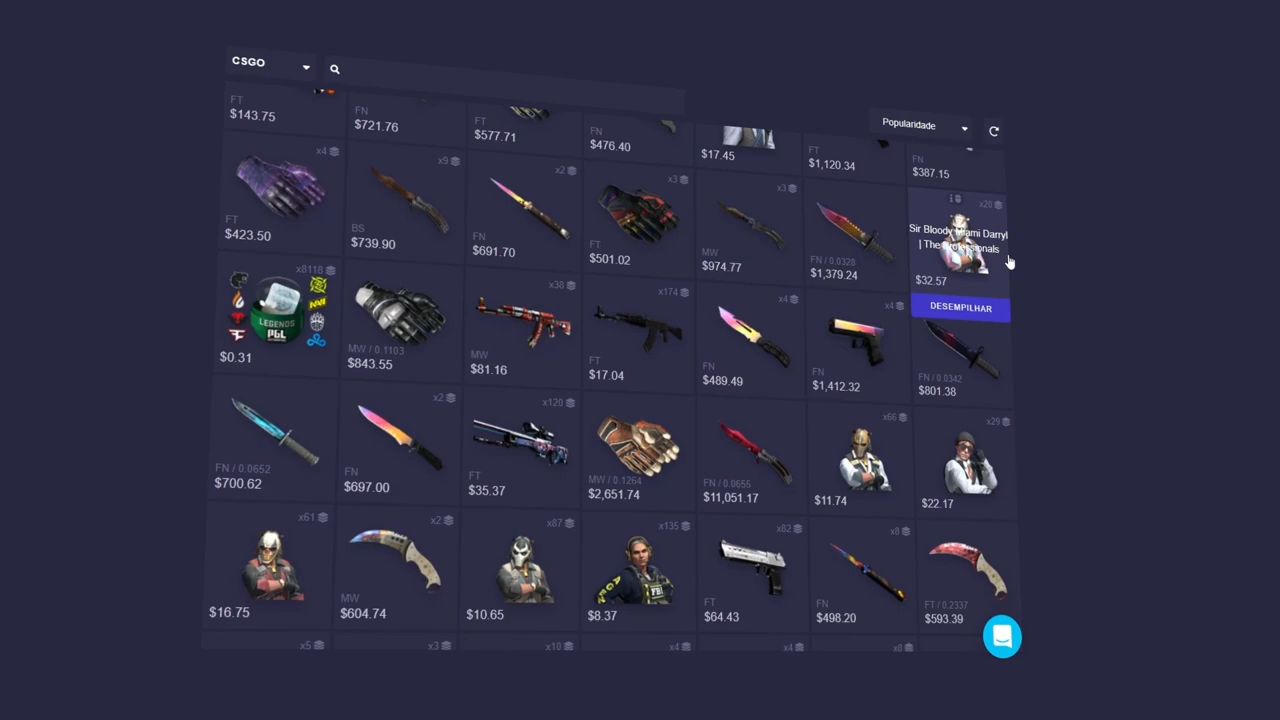 CSGO
Popularidade
FT
$143.75
FN
$721.76
FT
$577.71
FN
$476.40
$17.45
FT
$1,120.34
FN
$387.15
x4
FT
$423.50
x9
BS
$739.90
x2
FN
$691.70
x3
FT
$501.02
x3
MW
$974.77
FN / 0.0328
$1,379.24
x20
Sir Bloody Miami Darryl
| The Professionals
$32.57
DESEMPILHAR
x8116
LEGENDS
PGL
$0.31
MW / 0.1103
$843.55
x38
MW
$81.16
x174
FT
$17.04
x4
FN
$489.49
x4
FN
$1,412.32
FN / 0.0342
$801.38
FN / 0.0652
$700.62
x2
FN
$697.00
x120
FT
$35.37
MW / 0.1264
$2,651.74
FN / 0.0655
$11,051.17
x66
$11.74
x29
$22.17
x61
$16.75
x2
MW
$604.74
x87
$10.65
x135
FBI
$8.37
x82
FT
$64.43
x8
FN
$498.20
FT / 0.2337
$593.39
x5
x3
x10
x4
x4
x6